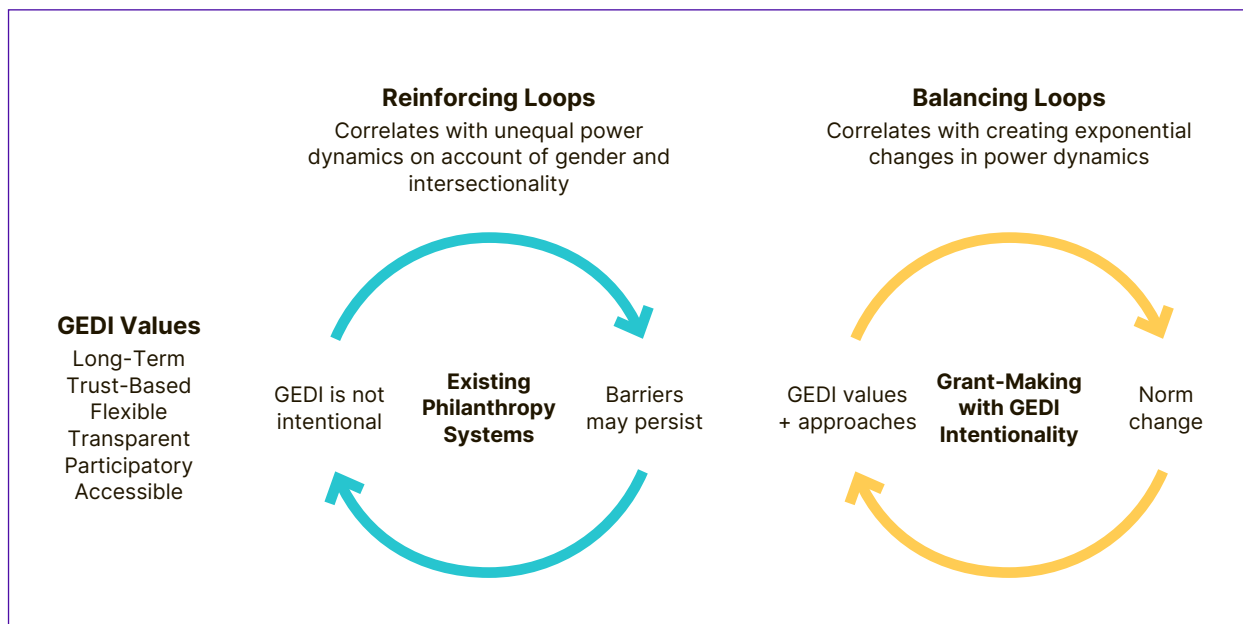 Reinforcing Loops
Correlates with unequal power
dynamics on account of gender and
intersectionality
Balancing Loops
Correlates with creating exponential
changes in power dynamics
GEDI Values
Long-Term
Trust-Based
Flexible
Transparent
Participatory
Accessible
GEDI is not
intentional
Existing
Philanthropy
Systems
Barriers
may persist
GEDI values
+ approaches
Grant-Making
with GEDI
Intentionality
Norm
change